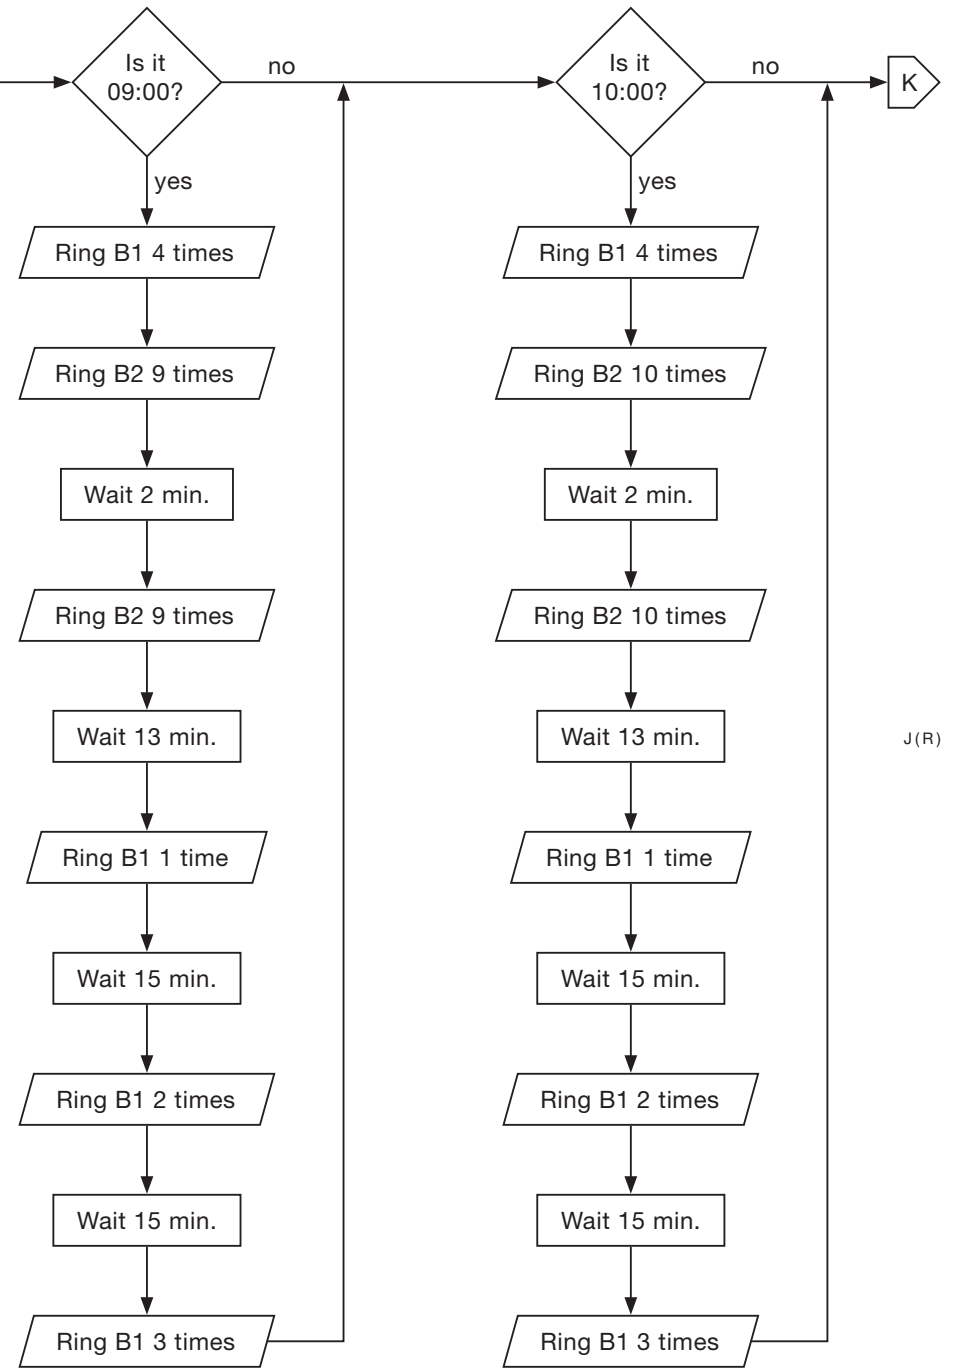 Is it
09:00?
no
yes
Ring B1 4 times
Ring B2 9 times
Wait 2 min.
Ring B2 9 times
Wait 13 min.
Ring B1 1 time
Wait 15 min.
Ring B1 2 times
Wait 15 min.
Ring B1 3 times
Is it
10:00?
no
yes
Ring B1 4 times
Ring B2 10 times
Wait 2 min.
Ring B2 10 times
Wait 13 min.
Ring B1 1 time
Wait 15 min.
Ring B1 2 times
Wait 15 min.
Ring B1 3 times
K
J(R)